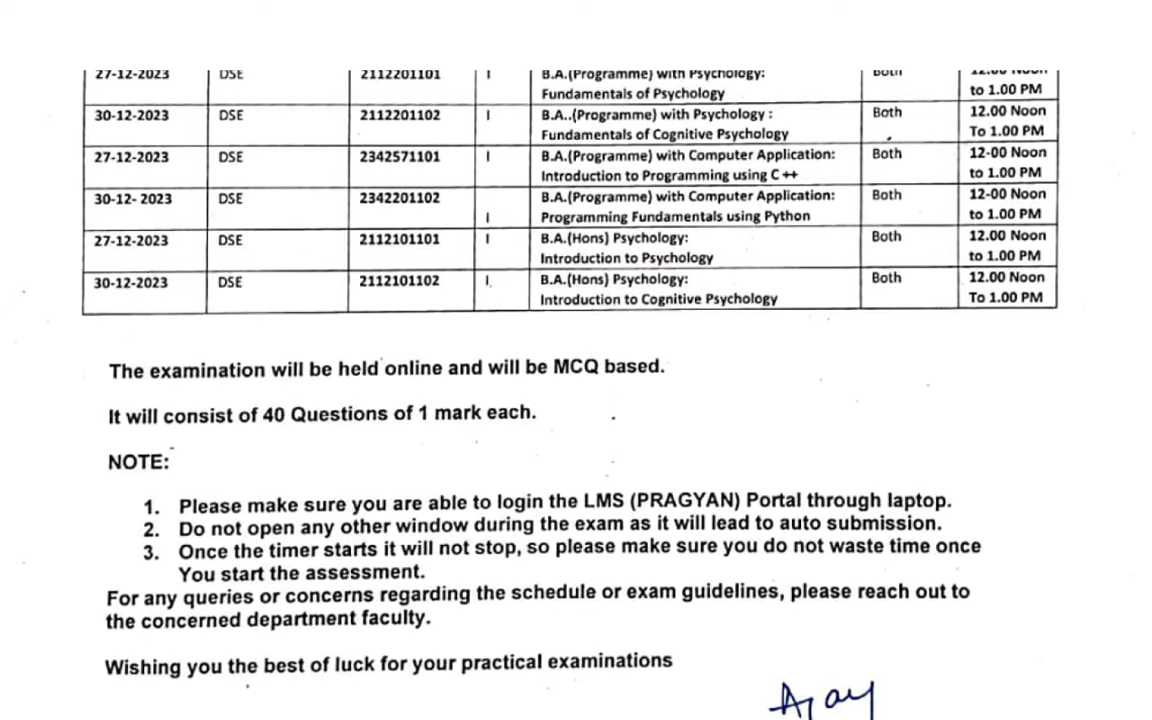 27-12-2023 DSE 2112201101 I B.A.(Programme) with Psychology: Both 12.00 Noon
Fundamentals of Psychology to 1.00 PM
30-12-2023 DSE 2112201102 I B.A..(Programme) with Psychology : Both 12.00 Noon
Fundamentals of Cognitive Psychology To 1.00 PM
27-12-2023 DSE 2342571101 I B.A.(Programme) with Computer Application: Both 12-00 Noon
Introduction to Programming using C ++ to 1.00 PM
30-12- 2023 DSE 2342201102 B.A.(Programme) with Computer Application: Both 12-00 Noon
I Programming Fundamentals using Python to 1.00 PM
27-12-2023 DSE 2112101101 I B.A.(Hons) Psychology: Both 12.00 Noon
Introduction to Psychology to 1.00 PM
30-12-2023 DSE 2112101102 I. B.A.(Hons) Psychology: Both 12.00 Noon
Introduction to Cognitive Psychology To 1.00 PM
The examination will be held online and will be MCQ based.
It will consist of 40 Questions of 1 mark each.
NOTE:
1. Please make sure you are able to login the LMS (PRAGYAN) Portal through laptop.
2. Do not open any other window during the exam as it will lead to auto submission.
3. Once the timer starts it will not stop, so please make sure you do not waste time once
You start the assessment.
For any queries or concerns regarding the schedule or exam guidelines, please reach out to
the concerned department faculty.
Wishing you the best of luck for your practical examinations
Ajay